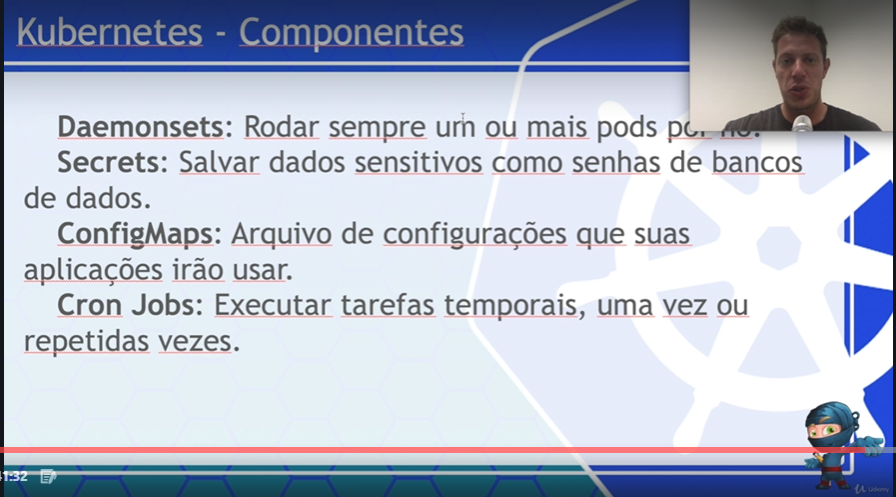 Kubernetes - Componentes
Daemonsets: Rodar sempre um ou mais pods por nó.
Secrets: Salvar dados sensitivos como senhas de bancos
de dados.
ConfigMaps: Arquivo de configurações que suas
aplicações irão usar.
Cron Jobs: Executar tarefas temporais, uma vez ou
repetidas vezes.
1:32
Udemy